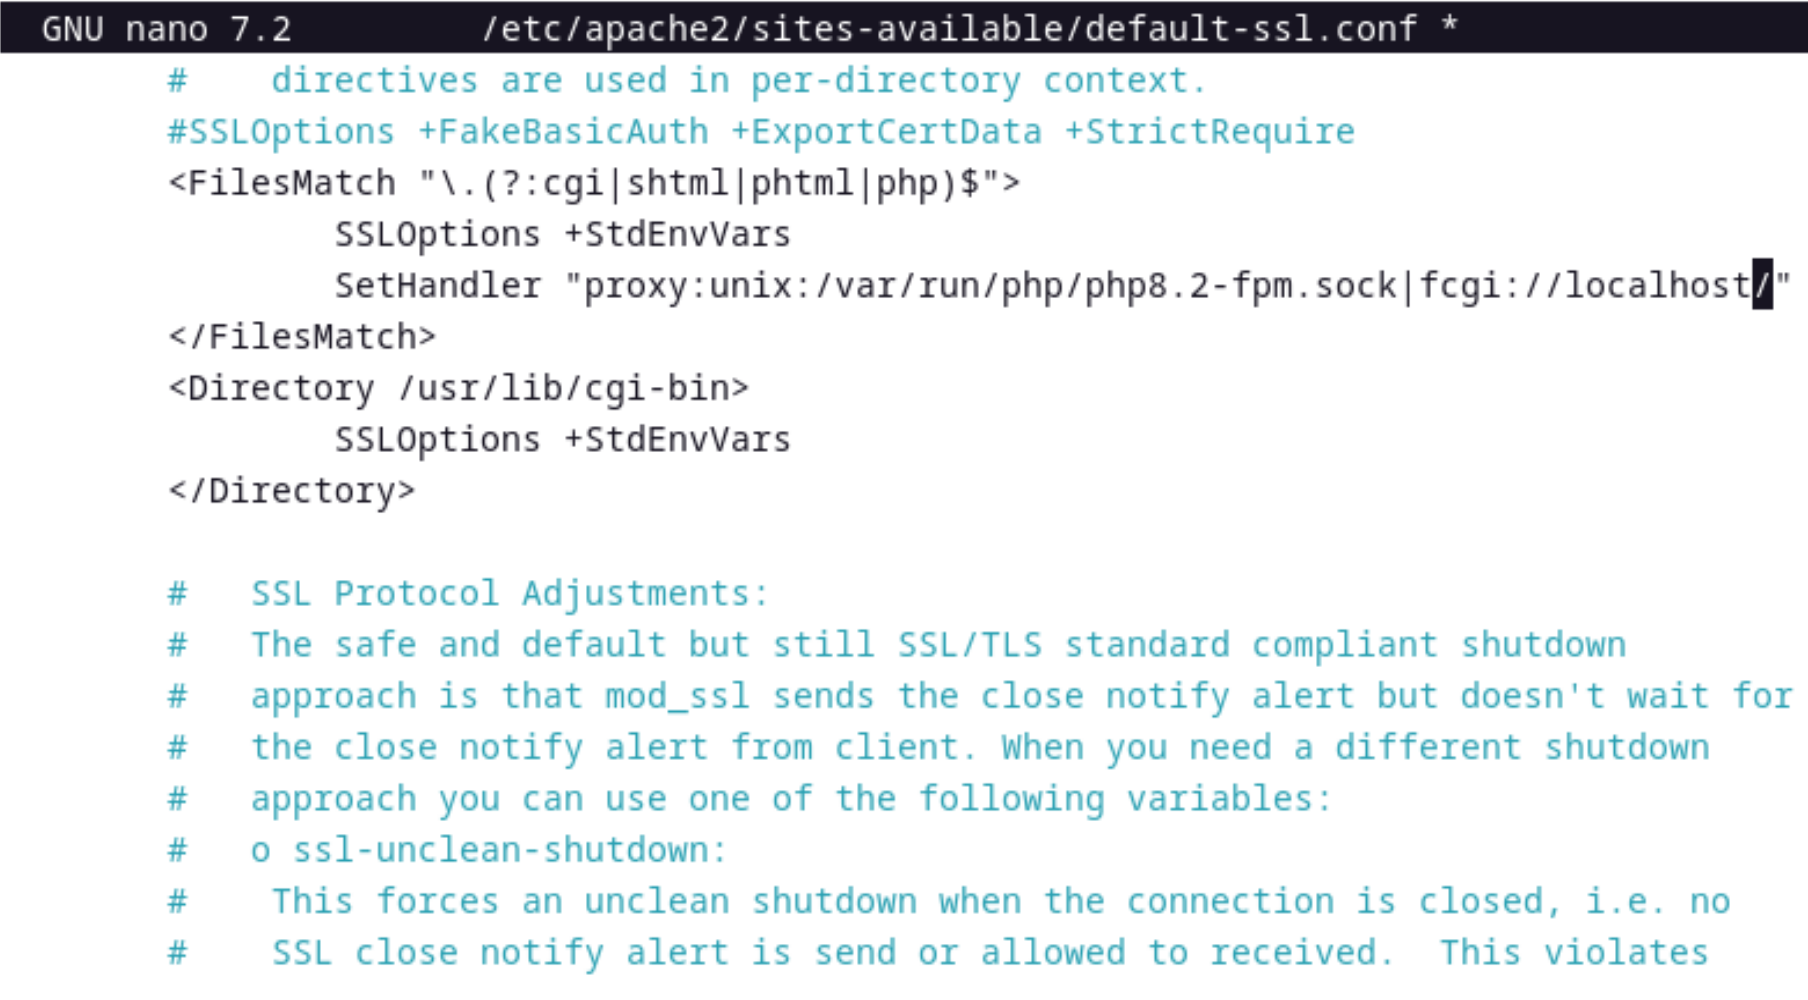 GNU nano 7.2 /etc/apache2/sites-available/default-ssl.conf *
#    directives are used in per-directory context.
#SSLOptions +FakeBasicAuth +ExportCertData +StrictRequire
<FilesMatch "\.(?:cgi|shtml|phtml|php)$">
SSLOptions +StdEnvVars
SetHandler "proxy:unix:/var/run/php/php8.2-fpm.sock|fcgi://localhost/"
</FilesMatch>
<Directory /usr/lib/cgi-bin>
SSLOptions +StdEnvVars
</Directory>
#   SSL Protocol Adjustments:
#   The safe and default but still SSL/TLS standard compliant shutdown
#   approach is that mod_ssl sends the close notify alert but doesn't wait for
#   the close notify alert from client. When you need a different shutdown
#   approach you can use one of the following variables:
#   o ssl-unclean-shutdown:
#    This forces an unclean shutdown when the connection is closed, i.e. no
#    SSL close notify alert is send or allowed to received.  This violates